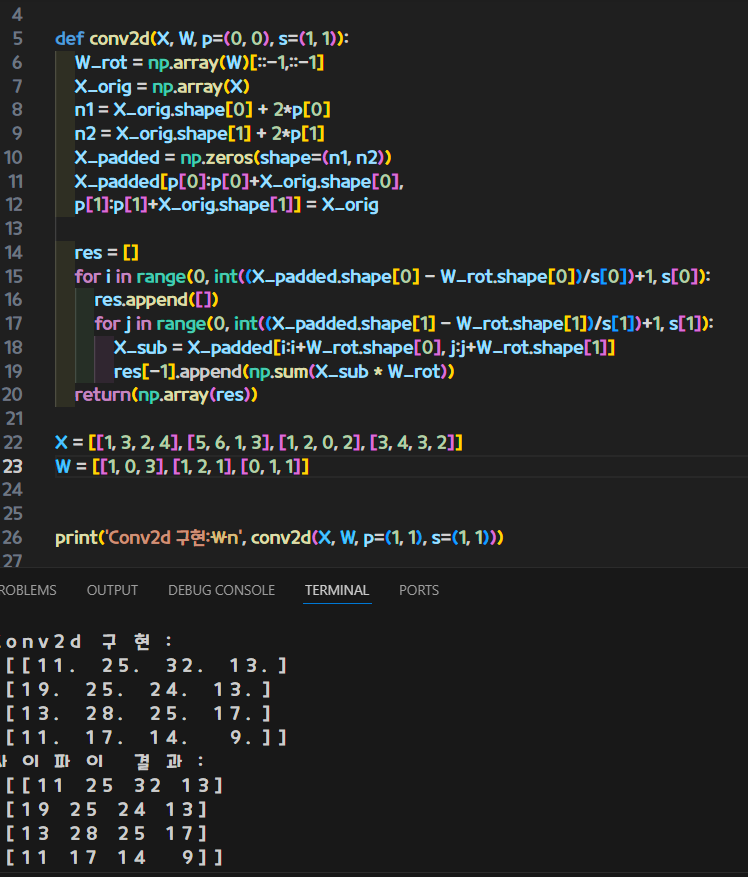 4
5 def conv2d(X, W, p=(0, 0), s=(1, 1)):
6 W_rot = np.array(W)[::-1,::-1]
7 X_orig = np.array(X)
8 n1 = X_orig.shape[0] + 2*p[0]
9 n2 = X_orig.shape[1] + 2*p[1]
10 X_padded = np.zeros(shape=(n1, n2))
11 X_padded[p[0]:p[0]+X_orig.shape[0],
12 p[1]:p[1]+X_orig.shape[1]] = X_orig
13
14 res = []
15 for i in range(0, int((X_padded.shape[0] - W_rot.shape[0])/s[0])+1, s[0]):
16 res.append([])
17 for j in range(0, int((X_padded.shape[1] - W_rot.shape[1])/s[1])+1, s[1]):
18 X_sub = X_padded[i:i+W_rot.shape[0], j:j+W_rot.shape[1]]
19 res[-1].append(np.sum(X_sub * W_rot))
20 return(np.array(res))
21
22 X = [[1, 3, 2, 4], [5, 6, 1, 3], [1, 2, 0, 2], [3, 4, 3, 2]]
23 W = [[1, 0, 3], [1, 2, 1], [0, 1, 1]]
24
25
26 print('Conv2d 구현:₩n', conv2d(X, W, p=(1, 1), s=(1, 1)))
27
ROBLEMS OUTPUT DEBUG CONSOLE TERMINAL PORTS
Conv2d 구현:
[[11. 25. 32. 13.]
[19. 25. 24. 13.]
[13. 28. 25. 17.]
[11. 17. 14. 9.]]
사이파이 결과:
[[11 25 32 13]
[19 25 24 13]
[13 28 25 17]
[11 17 14 9]]